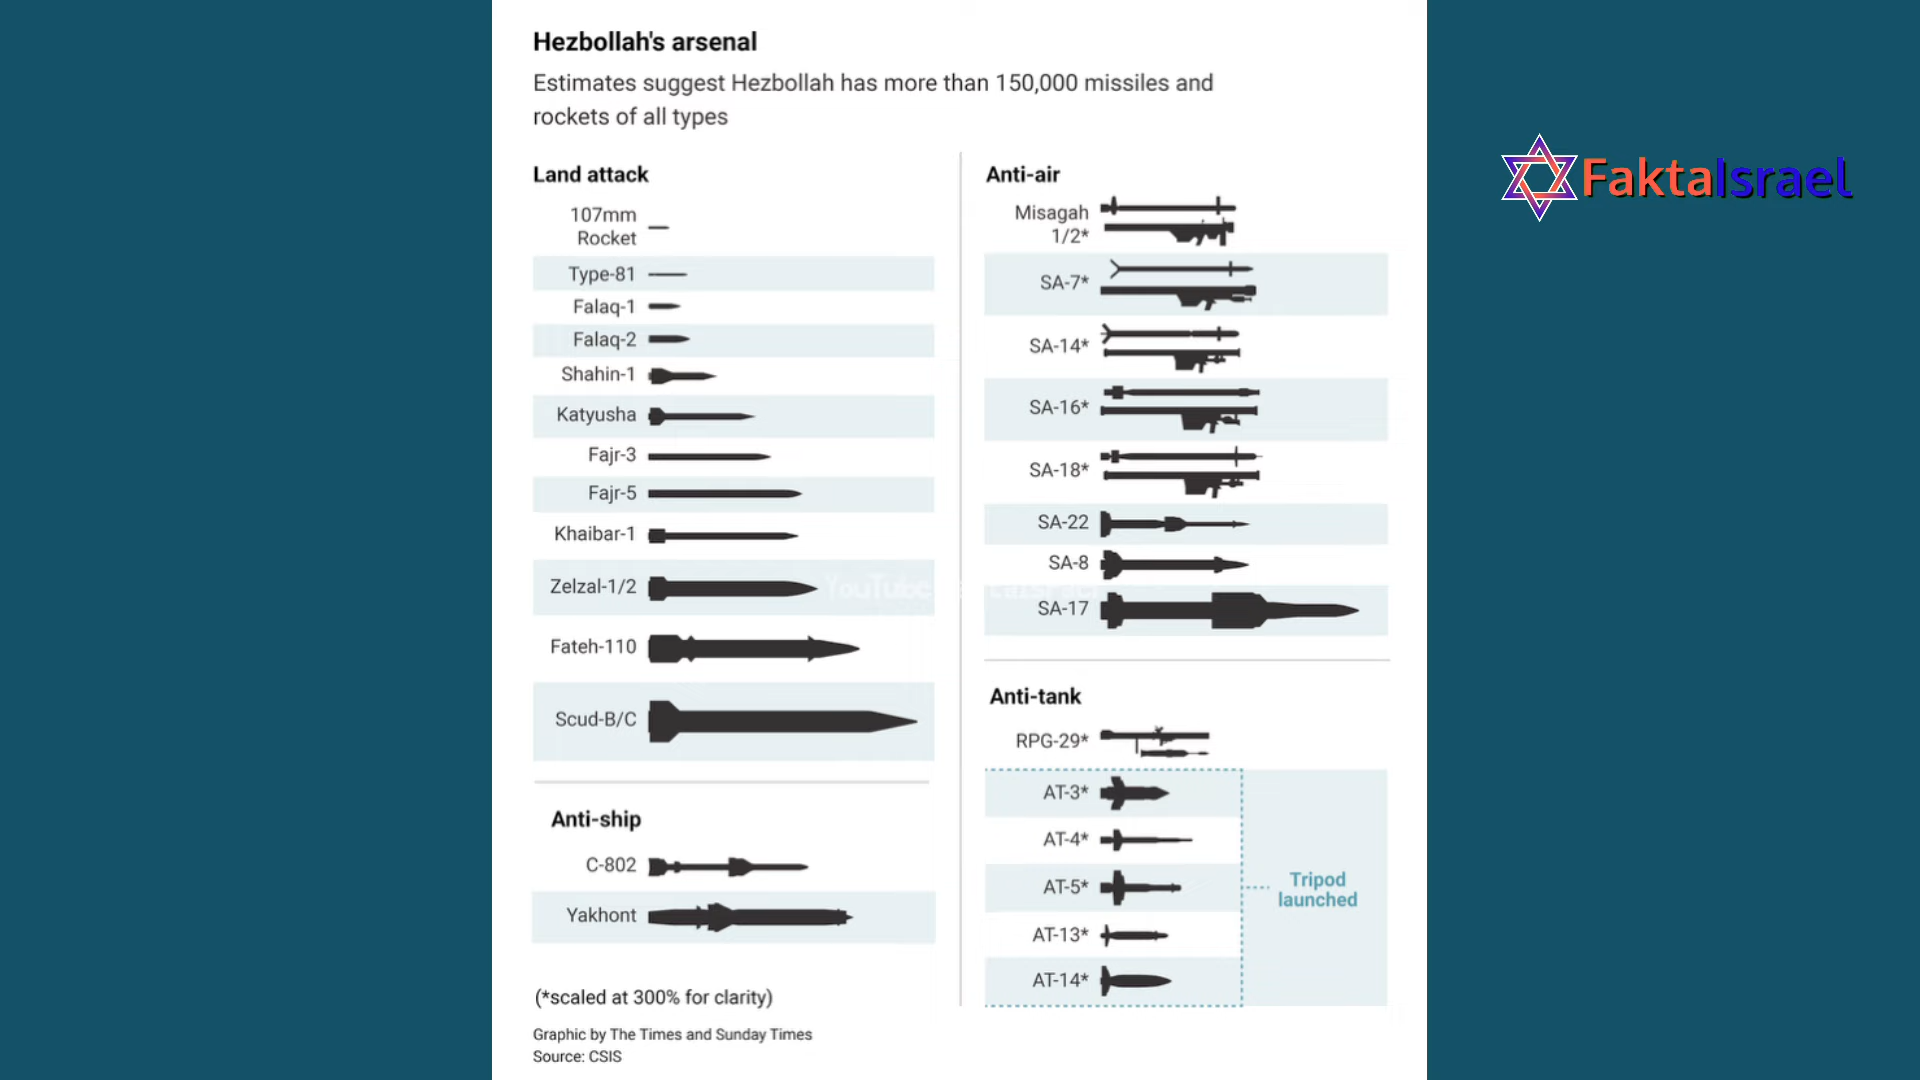 Hezbollah's arsenal
Estimates suggest Hezbollah has more than 150,000 missiles and
rockets of all types
Land attack
107mm
Rocket
Type-81
Falaq-1
Falaq-2
Shahin-1
Katyusha
Fajr-3
Fajr-5
Khaibar-1
Zelzal-1/2
Fateh-110
Scud-B/C
Anti-ship
C-802
Yakhont
(*scaled at 300% for clarity)
Graphic by The Times and Sunday Times
Source: CSIS
Anti-air
Misagah
1/2*
SA-7*
SA-14*
SA-16*
SA-18*
SA-22
SA-8
SA-17
Anti-tank
RPG-29*
AT-3*
AT-4*
AT-5*
AT-13*
AT-14*
Tripod
launched
FaktaIsrael
YouTube